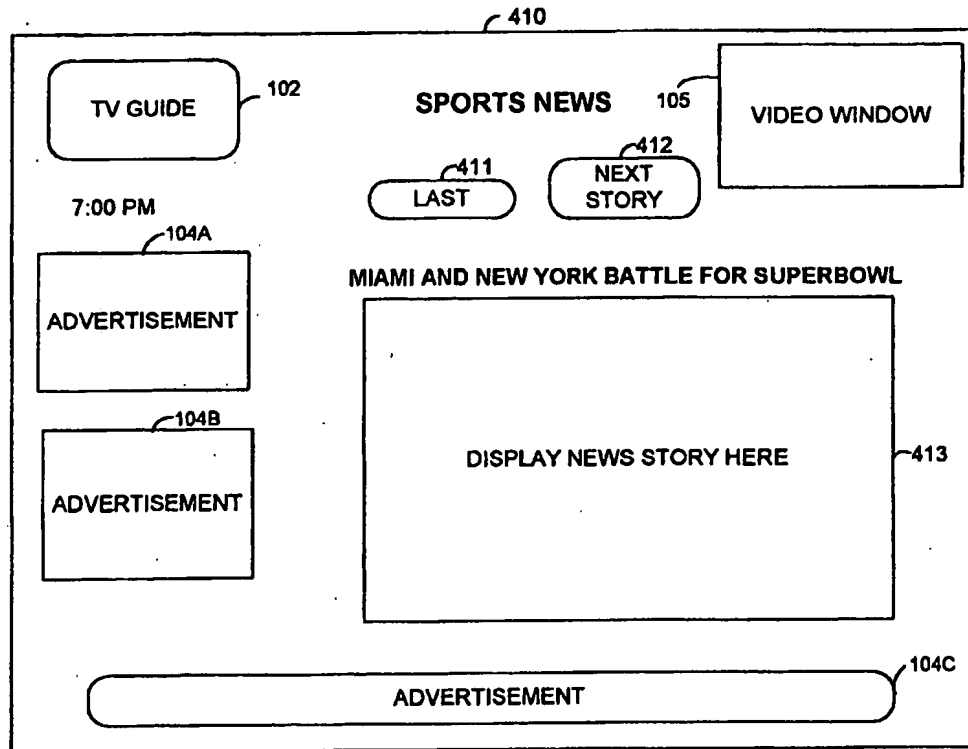 410
TV GUIDE
102
SPORTS NEWS
105
VIDEO WINDOW
411
LAST
412
NEXT
STORY
7:00 PM
104A
ADVERTISEMENT
MIAMI AND NEW YORK BATTLE FOR SUPERBOWL
104B
ADVERTISEMENT
DISPLAY NEWS STORY HERE
413
104C
ADVERTISEMENT